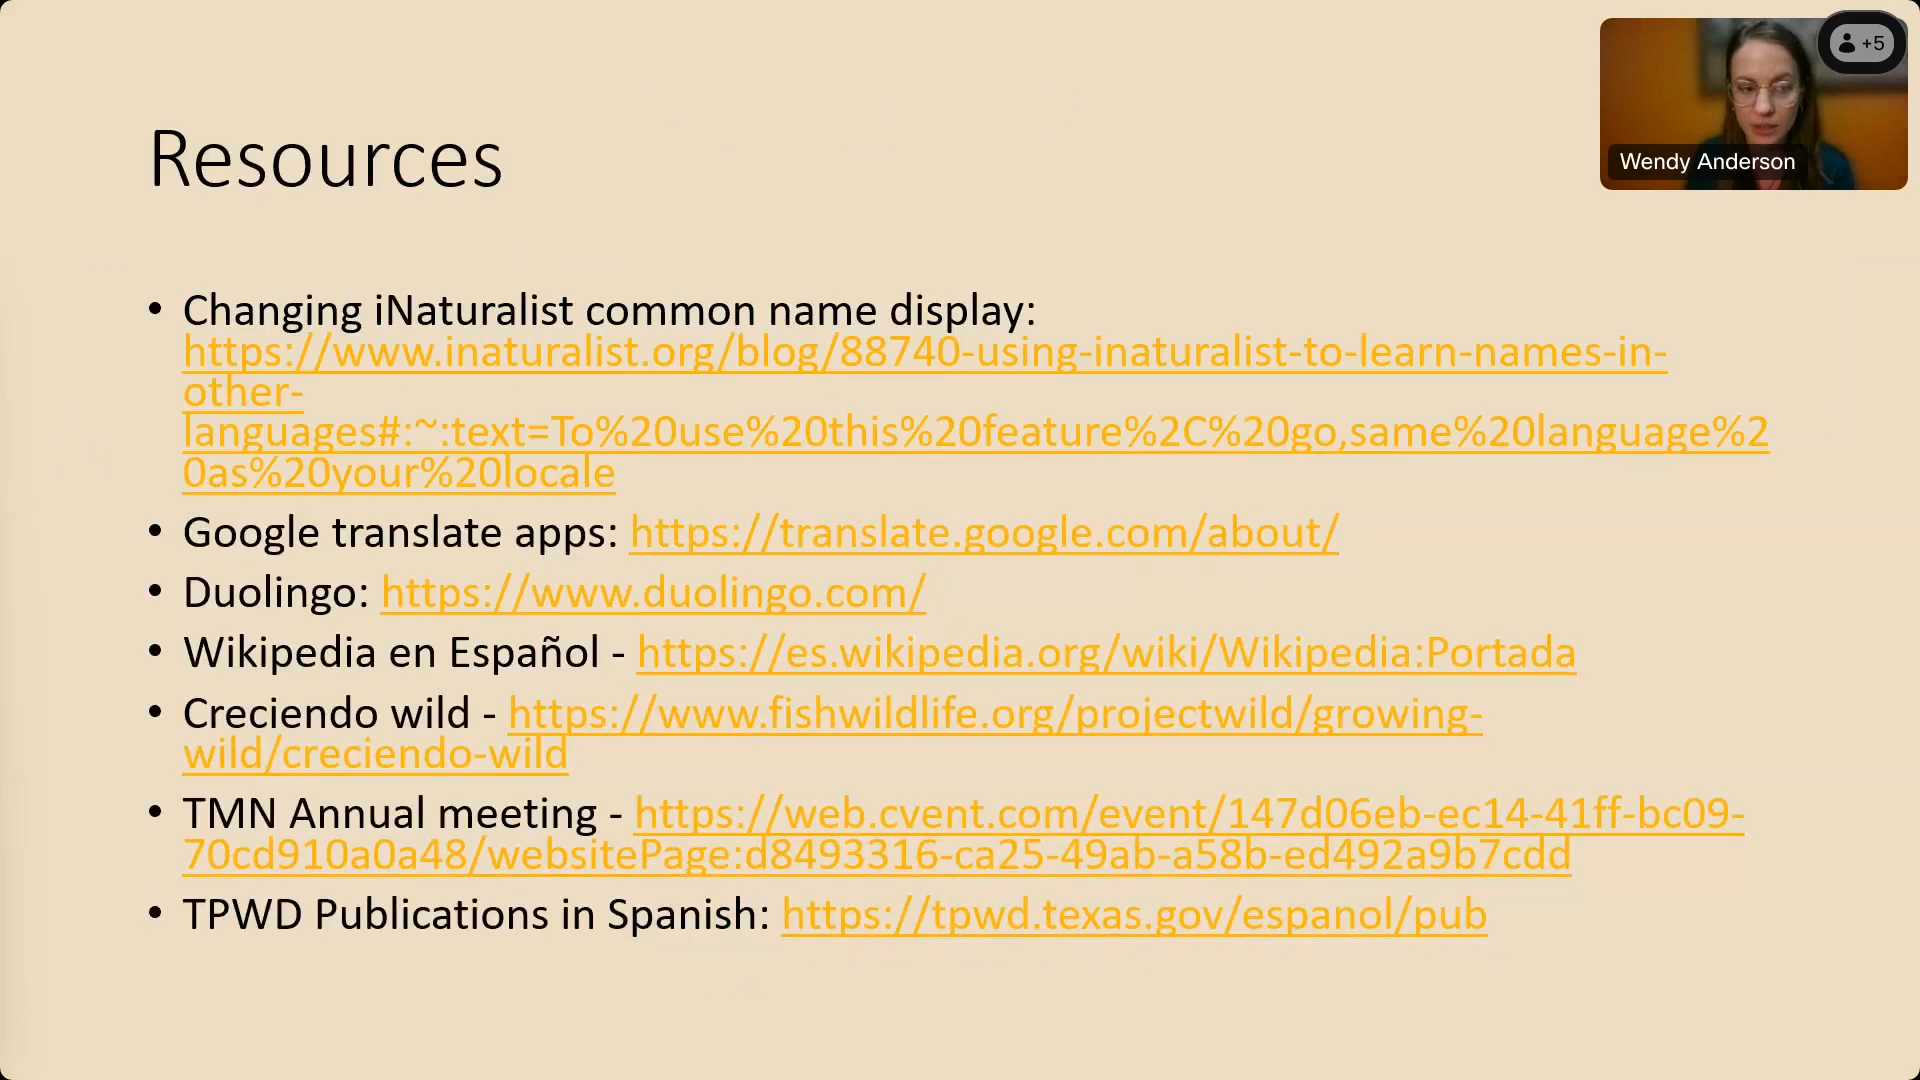 +5
Wendy Anderson
Resources
• Changing iNaturalist common name display:
https://www.inaturalist.org/blog/88740-using-inaturalist-to-learn-names-in-
other-
languages#:~:text=To%20use%20this%20feature%2C%20go,same%20language%2
0as%20your%20locale
• Google translate apps: https://translate.google.com/about/
• Duolingo: https://www.duolingo.com/
• Wikipedia en Español - https://es.wikipedia.org/wiki/Wikipedia:Portada
• Creciendo wild - https://www.fishwildlife.org/projectwild/growing-
wild/creciendo-wild
• TMN Annual meeting - https://web.cvent.com/event/147d06eb-ec14-41ff-bc09-
70cd910a0a48/websitePage:d8493316-ca25-49ab-a58b-ed492a9b7cdd
• TPWD Publications in Spanish: https://tpwd.texas.gov/espanol/pub